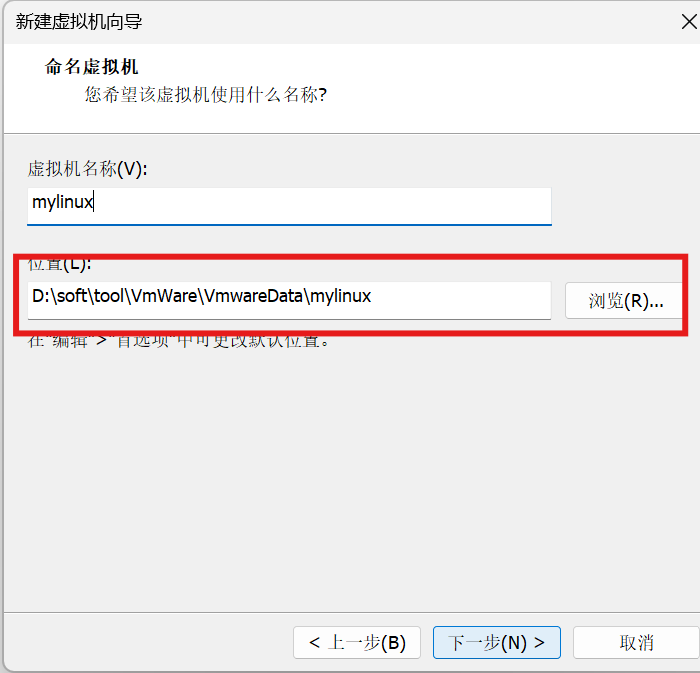 新建虚拟机向导
命名虚拟机
您希望该虚拟机使用什么名称?
虚拟机名称(V):
mylinux
位置(L):
D:\soft\tool\VmWare\VmwareData\mylinux
浏览(R)...
在"编辑">"首选项"中可更改默认位置。
< 上一步(B)
下一步(N) >
取消